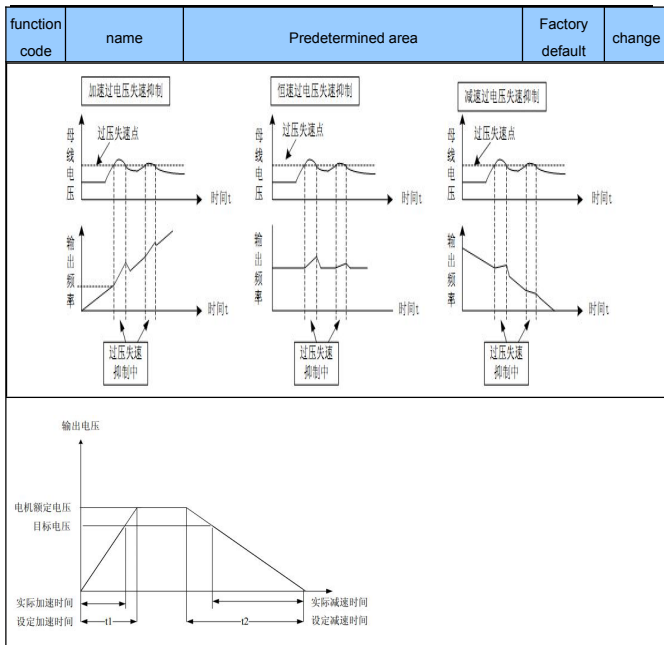 function code
name
Predetermined area
Factory default
change
加速过电压失速抑制
恒速过电压失速抑制
减速过电压失速抑制
母线电压
过压失速点
时间t
母线电压
过压失速点
时间t
母线电压
过压失速点
时间t
输出频率
时间t
输出频率
时间t
输出频率
时间t
过压失速
抑制中
过压失速
抑制中
过压失速
抑制中
输出电压
电机额定电压
目标电压
实际加速时间
实际减速时间
设定加速时间
t1
t2
设定减速时间